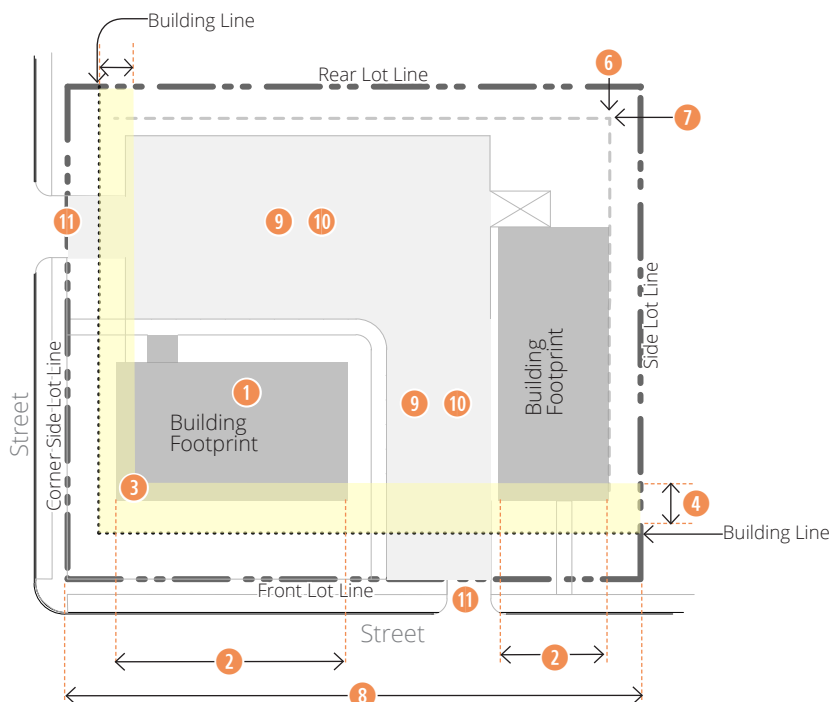 Building Line
Rear Lot Line
6
7
11
9
10
Side Lot Line
Building
Footprint
1
Building
Footprint
9
10
Corner Side Lot Line
Street
3
4
Building Line
Front Lot Line
11
Street
2
2
8